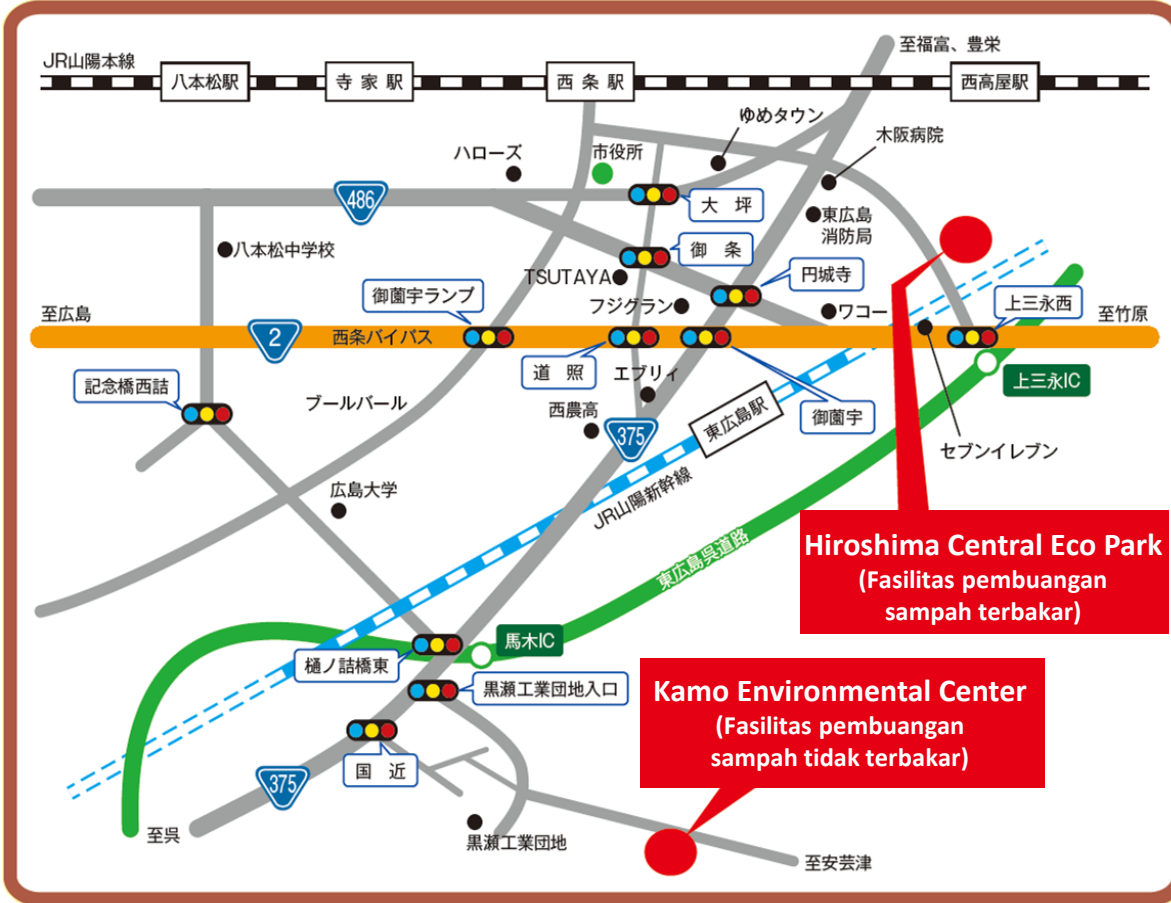 至福富、豊栄
JR山陽本線
八本松駅
寺家駅
西条駅
西高屋駅
ゆめタウン
木阪病院
ハローズ
市役所
486
大坪
東広島
消防局
八本松中学校
御条
TSUTAYA
円城寺
御薗宇ランプ
フジグラン
ワコー
上三永西
至広島
至竹原
2
西条バイパス
道照
エブリィ
御薗宇
上三永IC
記念橋西詰
ブールバール
西農高
375
東広島駅
セブンイレブン
広島大学
JR山陽新幹線
東広島呉道路
Hiroshima Central Eco Park
(Fasilitas pembuangan
sampah terbakar)
馬木IC
樋ノ詰橋東
黒瀬工業団地入口
Kamo Environmental Center
(Fasilitas pembuangan
sampah tidak terbakar)
国近
375
至呉
黒瀬工業団地
至安芸津